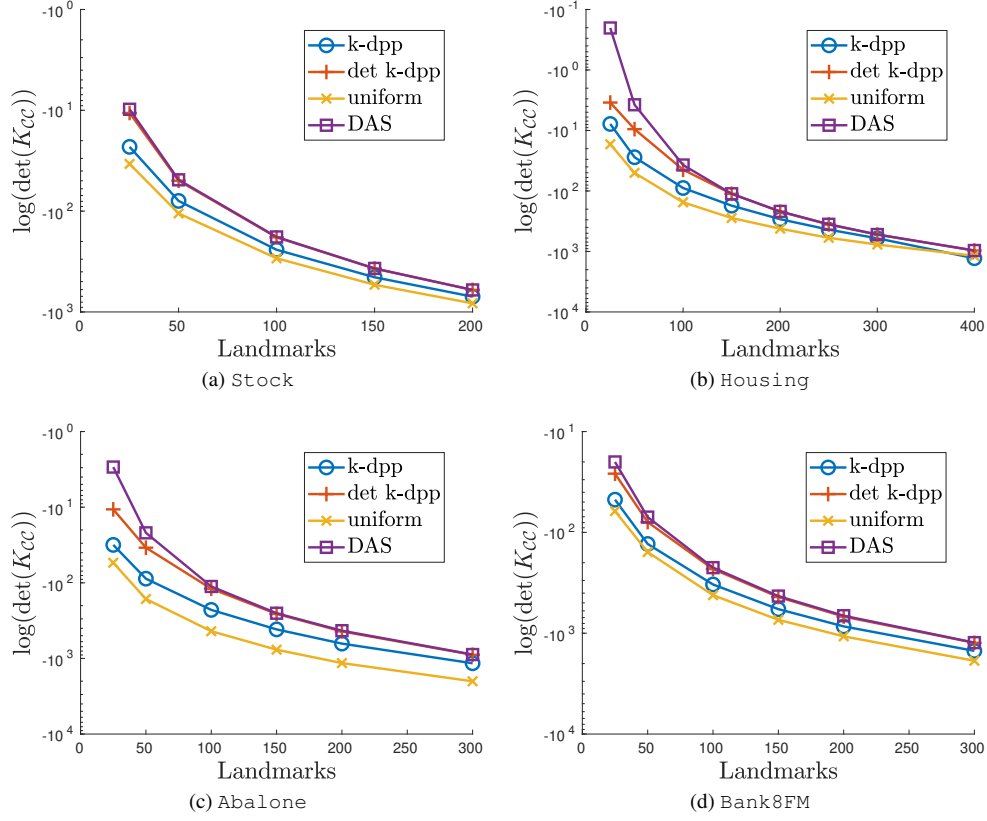 -10^0
-10^1
-10^2
-10^3
log(det(K_CC))
0 50 100 150 200
Landmarks
k-dpp
det k-dpp
uniform
DAS
(a) Stock
-10^-1
-10^0
-10^1
-10^2
-10^3
-10^4
log(det(K_CC))
0 100 200 300 400
Landmarks
k-dpp
det k-dpp
uniform
DAS
(b) Housing
-10^0
-10^1
-10^2
-10^3
-10^4
log(det(K_CC))
0 50 100 150 200 250 300
Landmarks
k-dpp
det k-dpp
uniform
DAS
(c) Abalone
-10^1
-10^2
-10^3
-10^4
log(det(K_CC))
0 50 100 150 200 250 300
Landmarks
k-dpp
det k-dpp
uniform
DAS
(d) Bank8FM